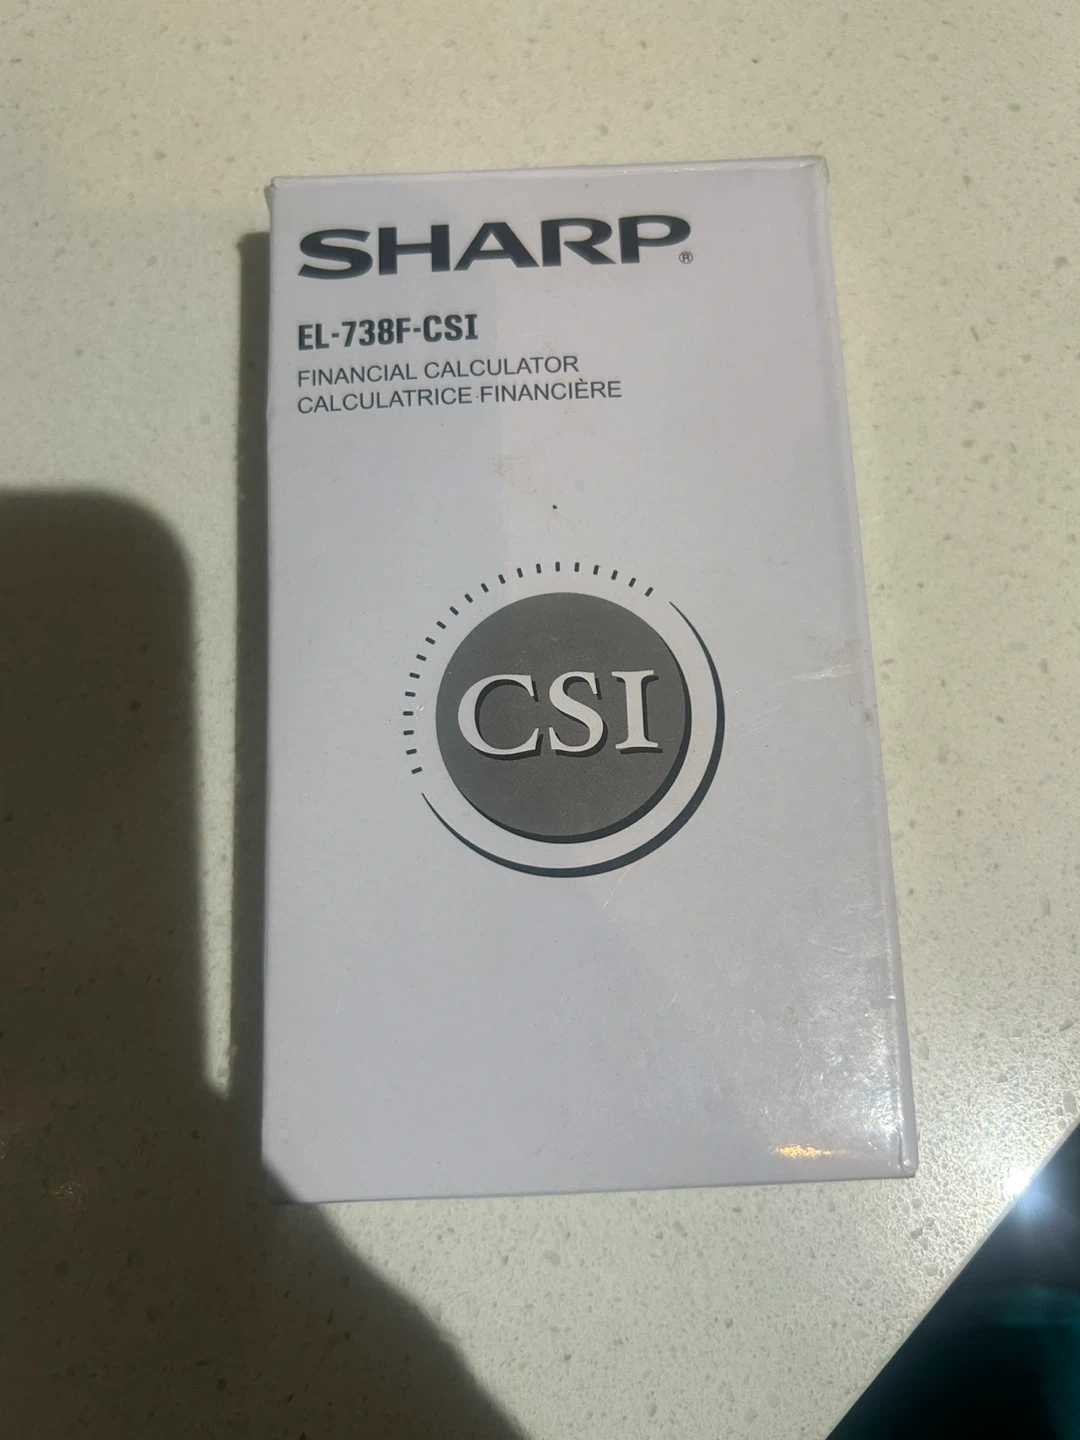 SHARP®
EL-738F-CSI
FINANCIAL CALCULATOR
CALCULATRICE FINANCIÈRE
CSI